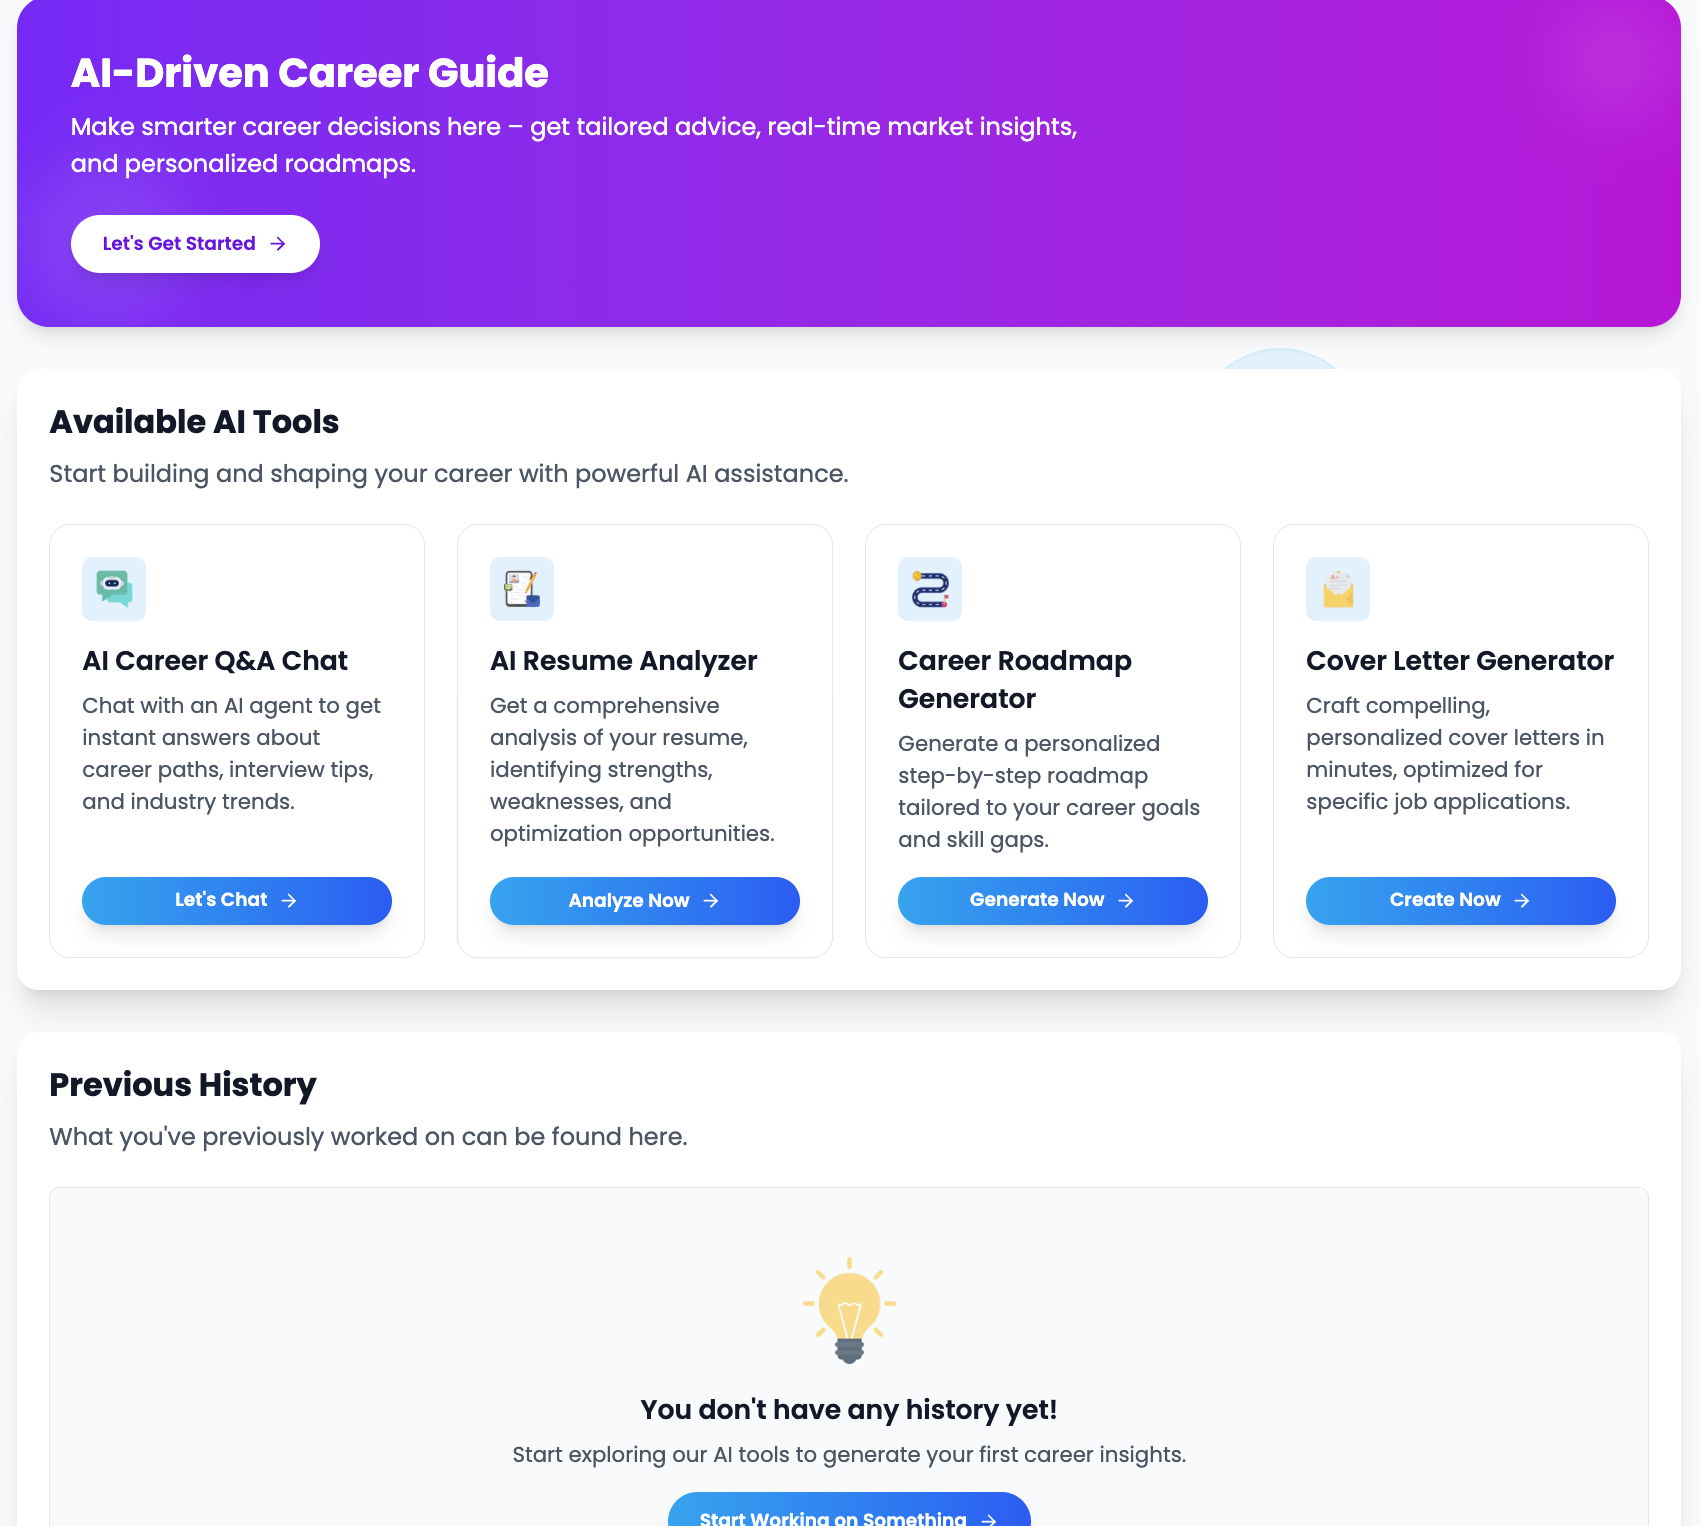 AI-Driven Career Guide
Make smarter career decisions here – get tailored advice, real-time market insights,
and personalized roadmaps.
Let's Get Started →
Available AI Tools
Start building and shaping your career with powerful AI assistance.
AI Career Q&A Chat
Chat with an AI agent to get
instant answers about
career paths, interview tips,
and industry trends.
Let's Chat →
AI Resume Analyzer
Get a comprehensive
analysis of your resume,
identifying strengths,
weaknesses, and
optimization opportunities.
Analyze Now →
Career Roadmap
Generator
Generate a personalized
step-by-step roadmap
tailored to your career goals
and skill gaps.
Generate Now →
Cover Letter Generator
Craft compelling,
personalized cover letters in
minutes, optimized for
specific job applications.
Create Now →
Previous History
What you've previously worked on can be found here.
You don't have any history yet!
Start exploring our AI tools to generate your first career insights.
Start Working on Something →